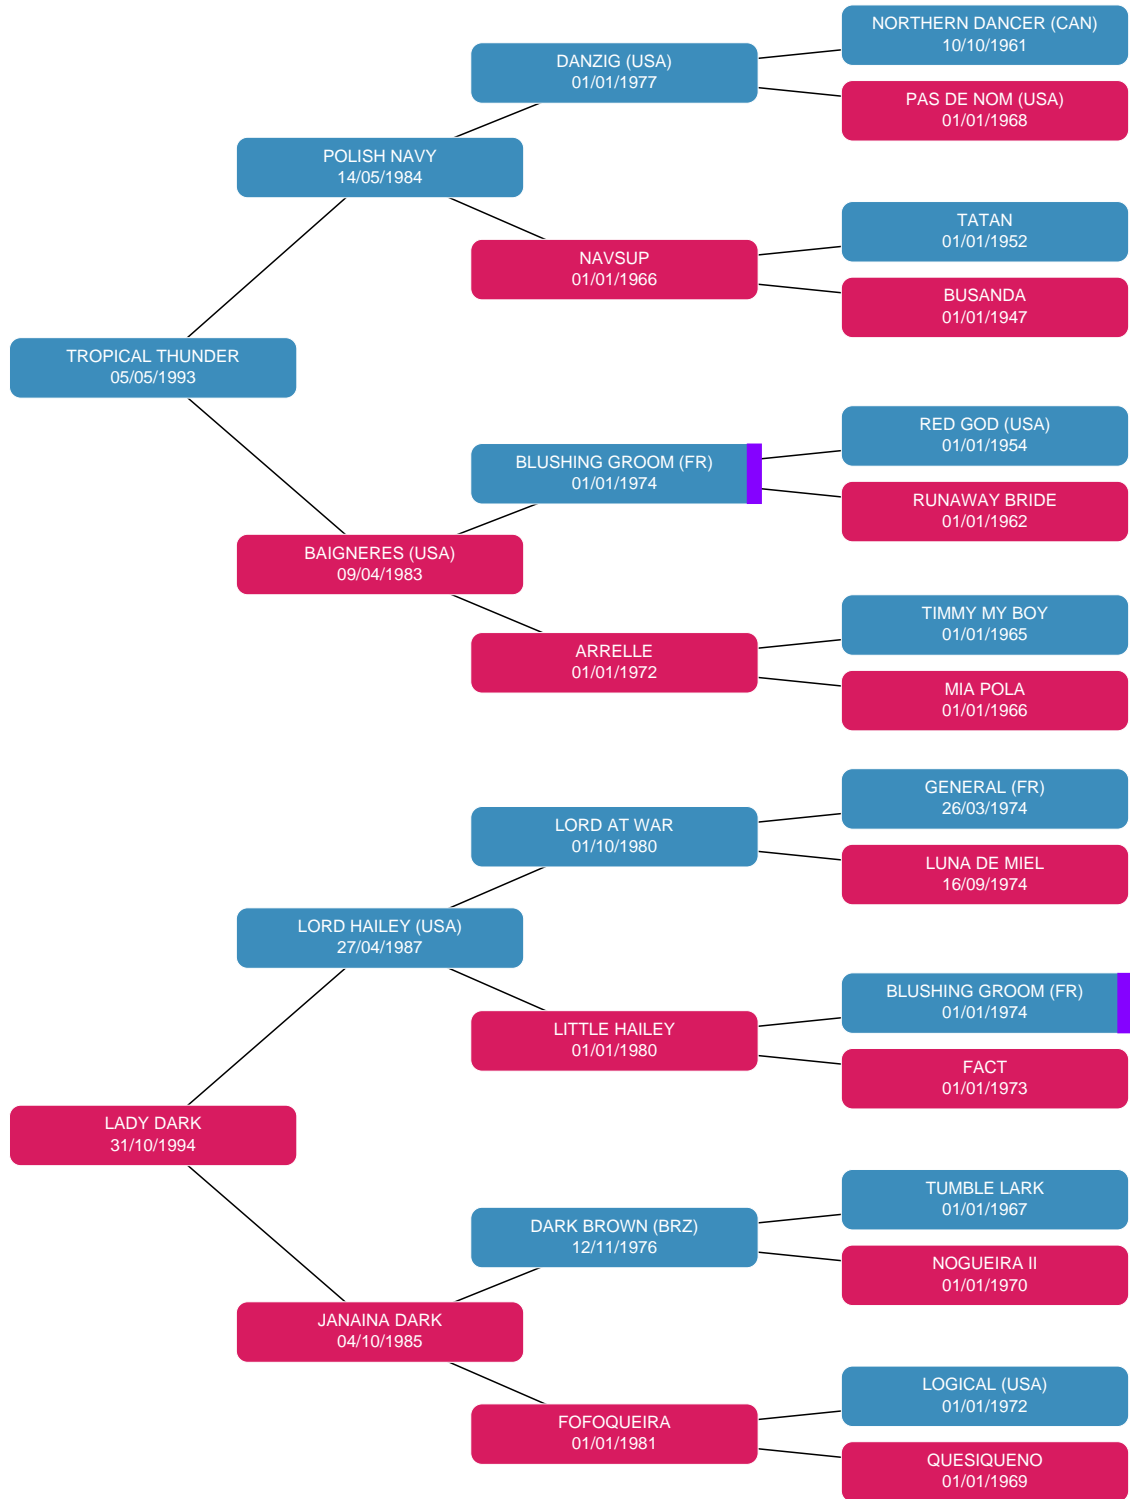 NORTHERN DANCER (CAN)
10/10/1961
DANZIG (USA)
01/01/1977
PAS DE NOM (USA)
01/01/1968
POLISH NAVY
14/05/1984
TATAN
01/01/1952
NAVSUP
01/01/1966
BUSANDA
01/01/1947
TROPICAL THUNDER
05/05/1993
RED GOD (USA)
01/01/1954
BLUSHING GROOM (FR)
01/01/1974
RUNAWAY BRIDE
01/01/1962
BAIGNERES (USA)
09/04/1983
TIMMY MY BOY
01/01/1965
ARRELLE
01/01/1972
MIA POLA
01/01/1966
GENERAL (FR)
26/03/1974
LORD AT WAR
01/10/1980
LUNA DE MIEL
16/09/1974
LORD HAILEY (USA)
27/04/1987
BLUSHING GROOM (FR)
01/01/1974
LITTLE HAILEY
01/01/1980
FACT
01/01/1973
LADY DARK
31/10/1994
TUMBLE LARK
01/01/1967
DARK BROWN (BRZ)
12/11/1976
NOGUEIRA II
01/01/1970
JANAINA DARK
04/10/1985
LOGICAL (USA)
01/01/1972
FOFOQUEIRA
01/01/1981
QUESIQUENO
01/01/1969